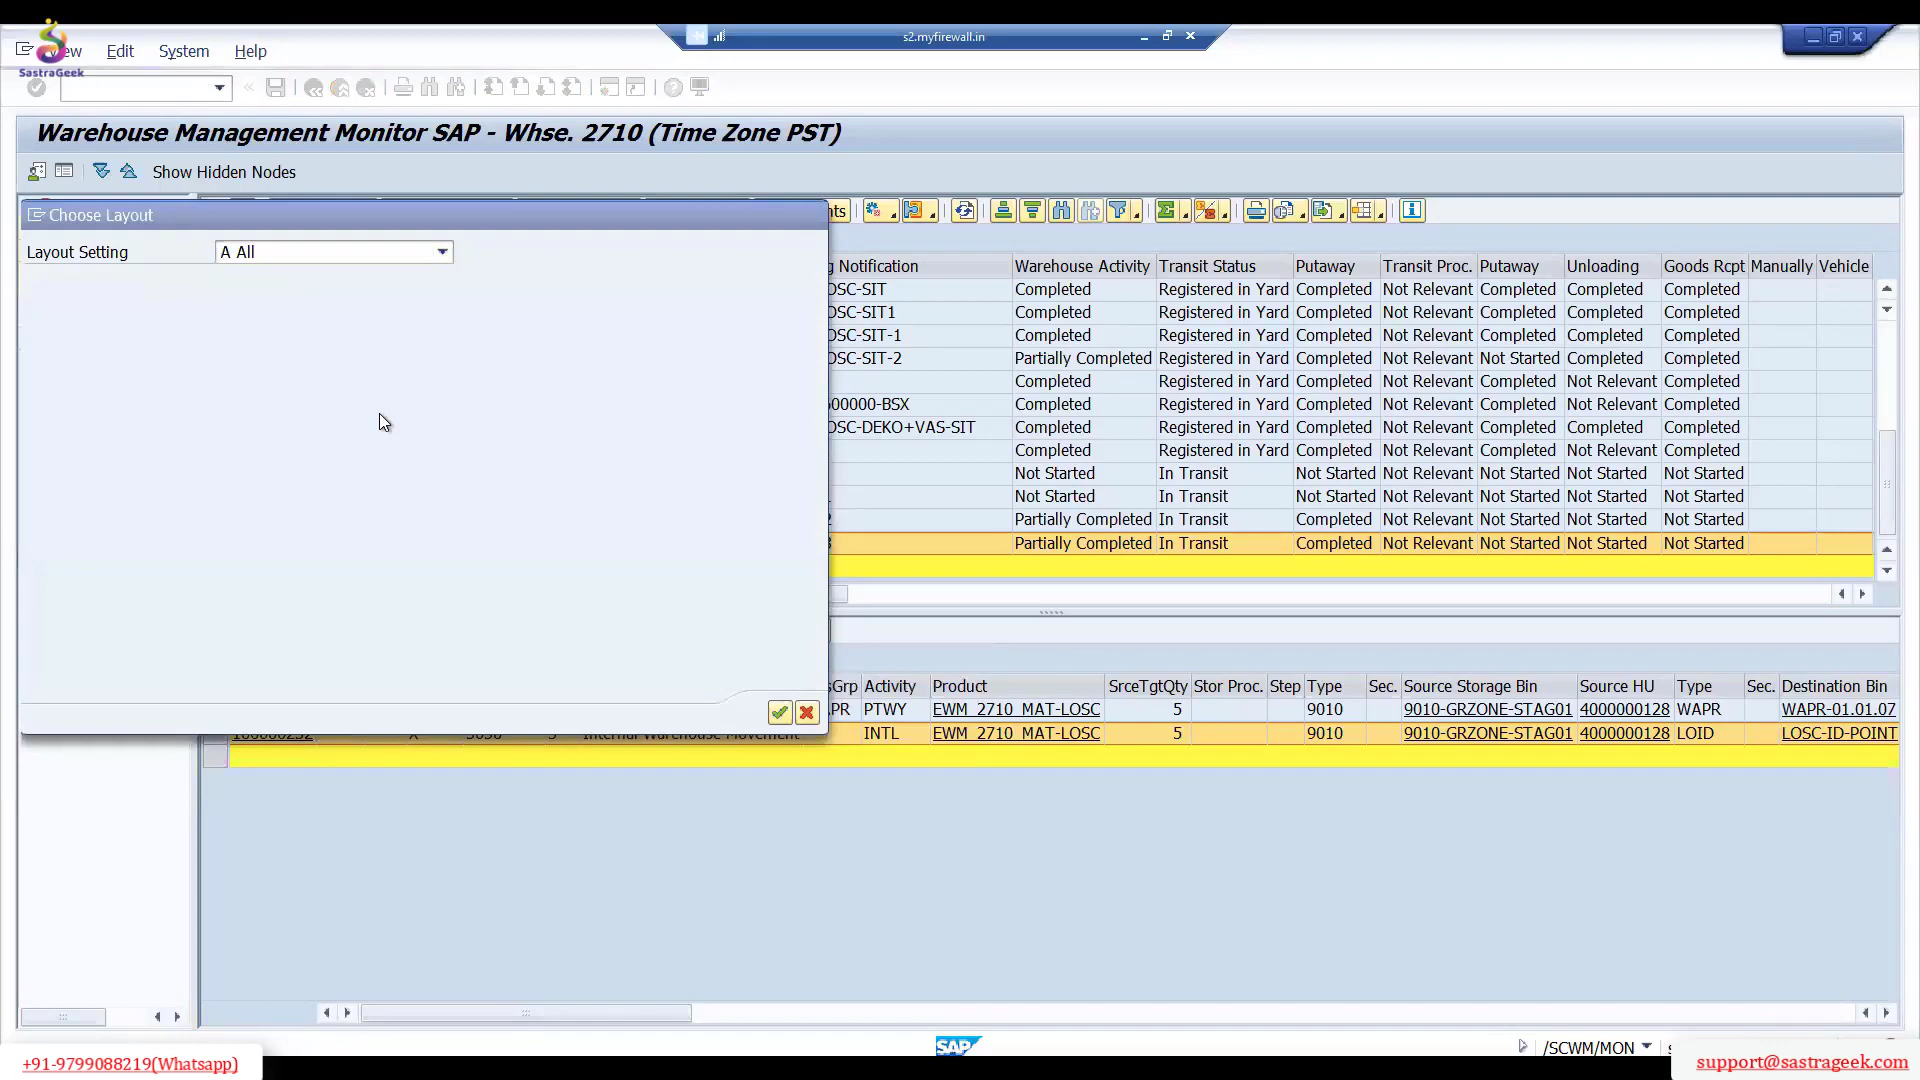 s2.myfirewall.in
Edit System Help
SastraGeek
Warehouse Management Monitor SAP - Whse. 2710 (Time Zone PST)
Show Hidden Nodes
Choose Layout
Layout Setting A All
Notification Warehouse Activity Transit Status Putaway Transit Proc. Putaway Unloading Goods Rcpt Manually Vehicle
OSC-SIT Completed Registered in Yard Completed Not Relevant Completed Completed Completed
OSC-SIT1 Completed Registered in Yard Completed Not Relevant Completed Completed Completed
OSC-SIT-1 Completed Registered in Yard Completed Not Relevant Completed Completed Completed
OSC-SIT-2 Partially Completed Registered in Yard Completed Not Relevant Not Started Completed Completed
Completed Registered in Yard Completed Not Relevant Completed Not Relevant Completed
00000-BSX Completed Registered in Yard Completed Not Relevant Completed Not Relevant Completed
OSC-DEKO+VAS-SIT Completed Registered in Yard Completed Not Relevant Completed Completed Completed
Completed Registered in Yard Completed Not Relevant Completed Not Relevant Completed
Not Started In Transit Not Started Not Relevant Not Started Not Started Not Started
Not Started In Transit Not Started Not Relevant Not Started Not Started Not Started
Partially Completed In Transit Completed Not Relevant Not Started Not Started Not Started
Partially Completed In Transit Completed Not Relevant Not Started Not Started Not Started
Grp Activity Product SrceTgtQty Stor Proc. Step Type Sec. Source Storage Bin Source HU Type Sec. Destination Bin
PR PTWY EWM_2710_MAT-LOSC 5 9010 9010-GRZONE-STAG01 4000000128 WAPR WAPR-01.01.07
INTL EWM_2710_MAT-LOSC 5 9010 9010-GRZONE-STAG01 4000000128 LOID LOSC-ID-POINT
SAP
/SCWM/MON
+91-9799088219(Whatsapp)
support@sastrageek.com